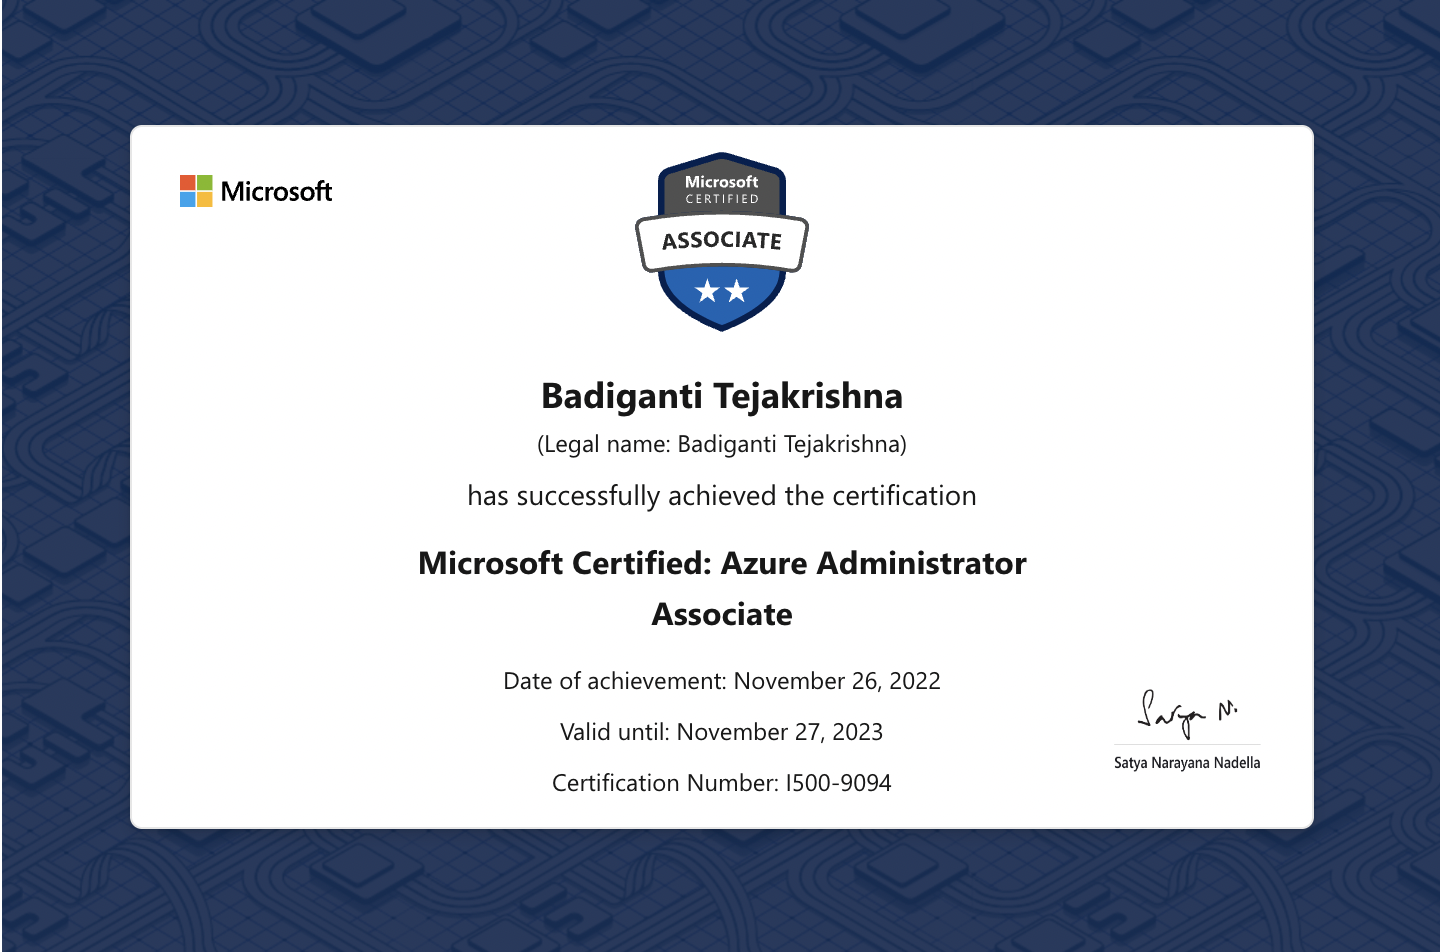 Microsoft
Microsoft
CERTIFIED
ASSOCIATE
Badiganti Tejakrishna
(Legal name: Badiganti Tejakrishna)
has successfully achieved the certification
Microsoft Certified: Azure Administrator
Associate
Date of achievement: November 26, 2022
Valid until: November 27, 2023
Certification Number: I500-9094
Satya N.
Satya Narayana Nadella